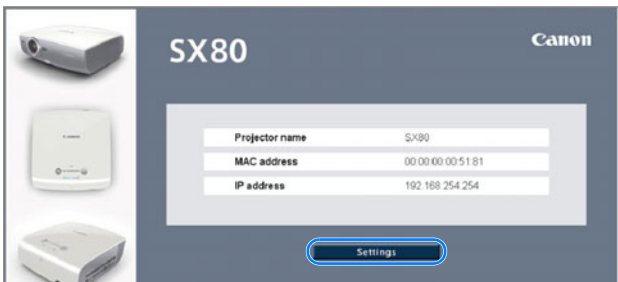 SX80
Canon
Projector name SX80
MAC address 00:00:00:00:51:81
IP address 192.168.254.254
Settings